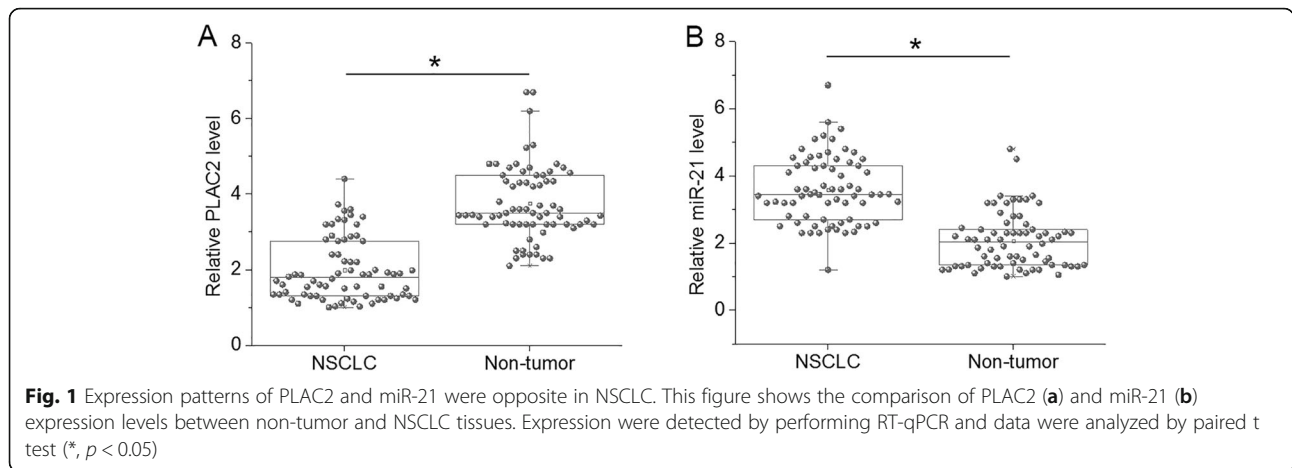 A
8
6
4
2
0
Relative PLAC2 level
*
NSCLC
Non-tumor
B
8
6
4
2
0
Relative miR-21 level
*
NSCLC
Non-tumor
Fig. 1 Expression patterns of PLAC2 and miR-21 were opposite in NSCLC. This figure shows the comparison of PLAC2 (a) and miR-21 (b)
expression levels between non-tumor and NSCLC tissues. Expression were detected by performing RT-qPCR and data were analyzed by paired t
test (*, p < 0.05)